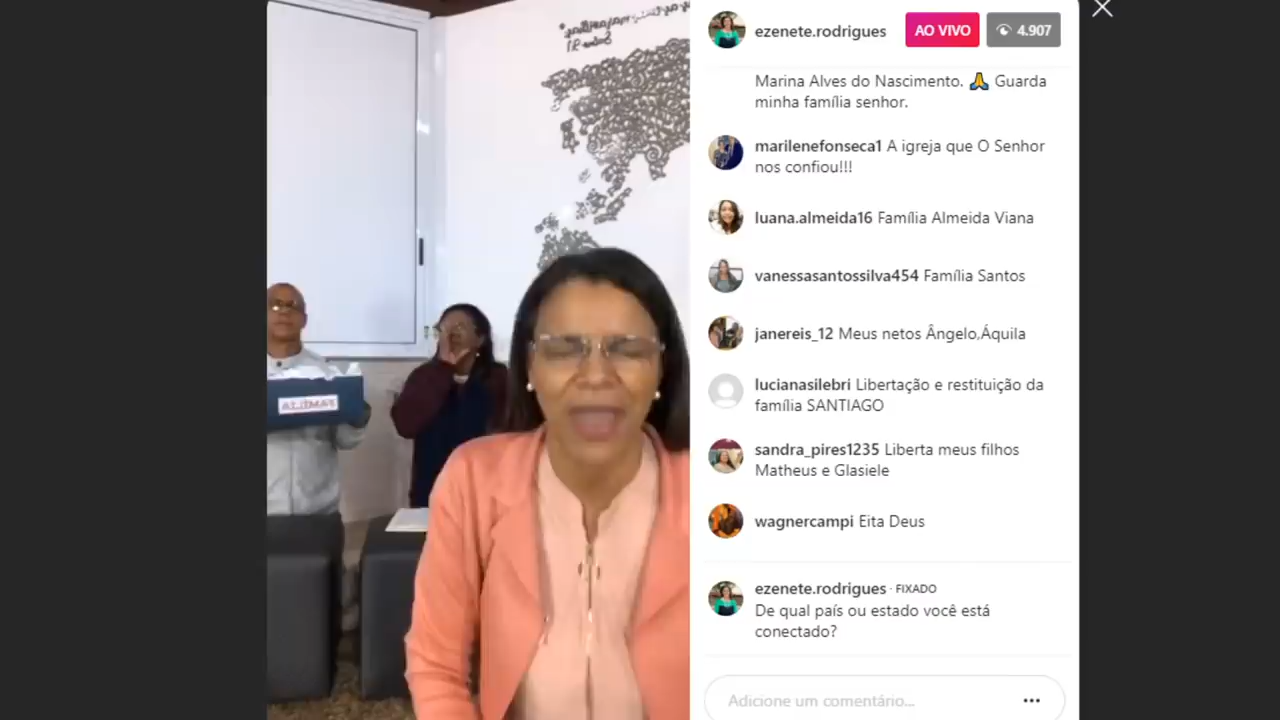 ezenete.rodrigues AO VIVO 4.907
Marina Alves do Nascimento. 🙏 Guarda
minha família senhor.
marilenefonseca1 A igreja que O Senhor
nos confiou!!!
luana.almeida16 Família Almeida Viana
vanessasantossilva454 Família Santos
janereis_12 Meus netos Ângelo,Áquila
lucianasilebri Libertação e restituição da
família SANTIAGO
sandra_pires1235 Liberta meus filhos
Matheus e Glasiele
wagnercampi Eita Deus
ezenete.rodrigues · FIXADO
De qual país ou estado você está
conectado?
Adicione um comentário...
FAMÍLIA